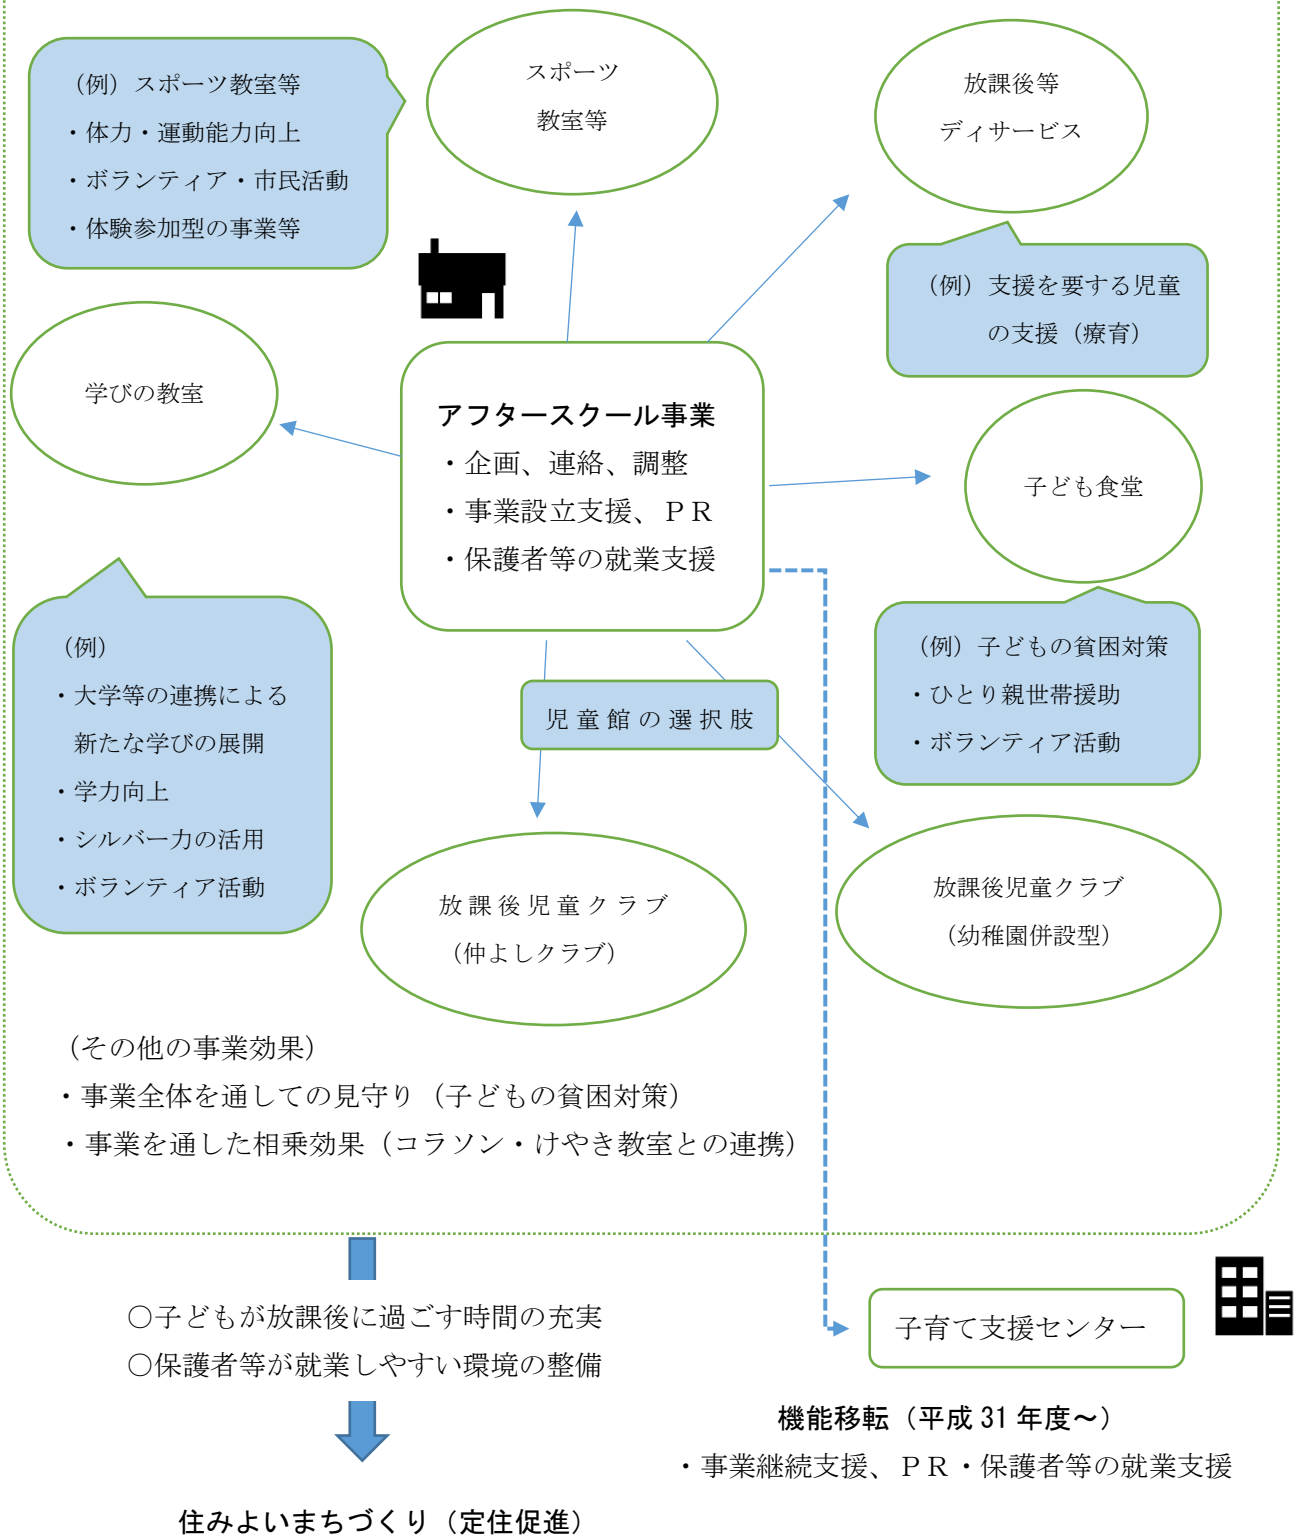 （例）スポーツ教室等
・体力・運動能力向上
・ボランティア・市民活動
・体験参加型の事業等
スポーツ
教室等
放課後等
ディサービス
（例）支援を要する児童
の支援（療育）
学びの教室
アフタースクール事業
・企画、連絡、調整
・事業設立支援、ＰＲ
・保護者等の就業支援
子ども食堂
（例）
・大学等の連携による
新たな学びの展開
・学力向上
・シルバー力の活用
・ボランティア活動
（例）子どもの貧困対策
・ひとり親世帯援助
・ボランティア活動
児童館の選択肢
放課後児童クラブ
（仲よしクラブ）
放課後児童クラブ
（幼稚園併設型）
（その他の事業効果）
・事業全体を通しての見守り（子どもの貧困対策）
・事業を通した相乗効果（コラソン・けやき教室との連携）
〇子どもが放課後に過ごす時間の充実
〇保護者等が就業しやすい環境の整備
子育て支援センター
機能移転（平成 31 年度～）
・事業継続支援、ＰＲ・保護者等の就業支援
住みよいまちづくり（定住促進）